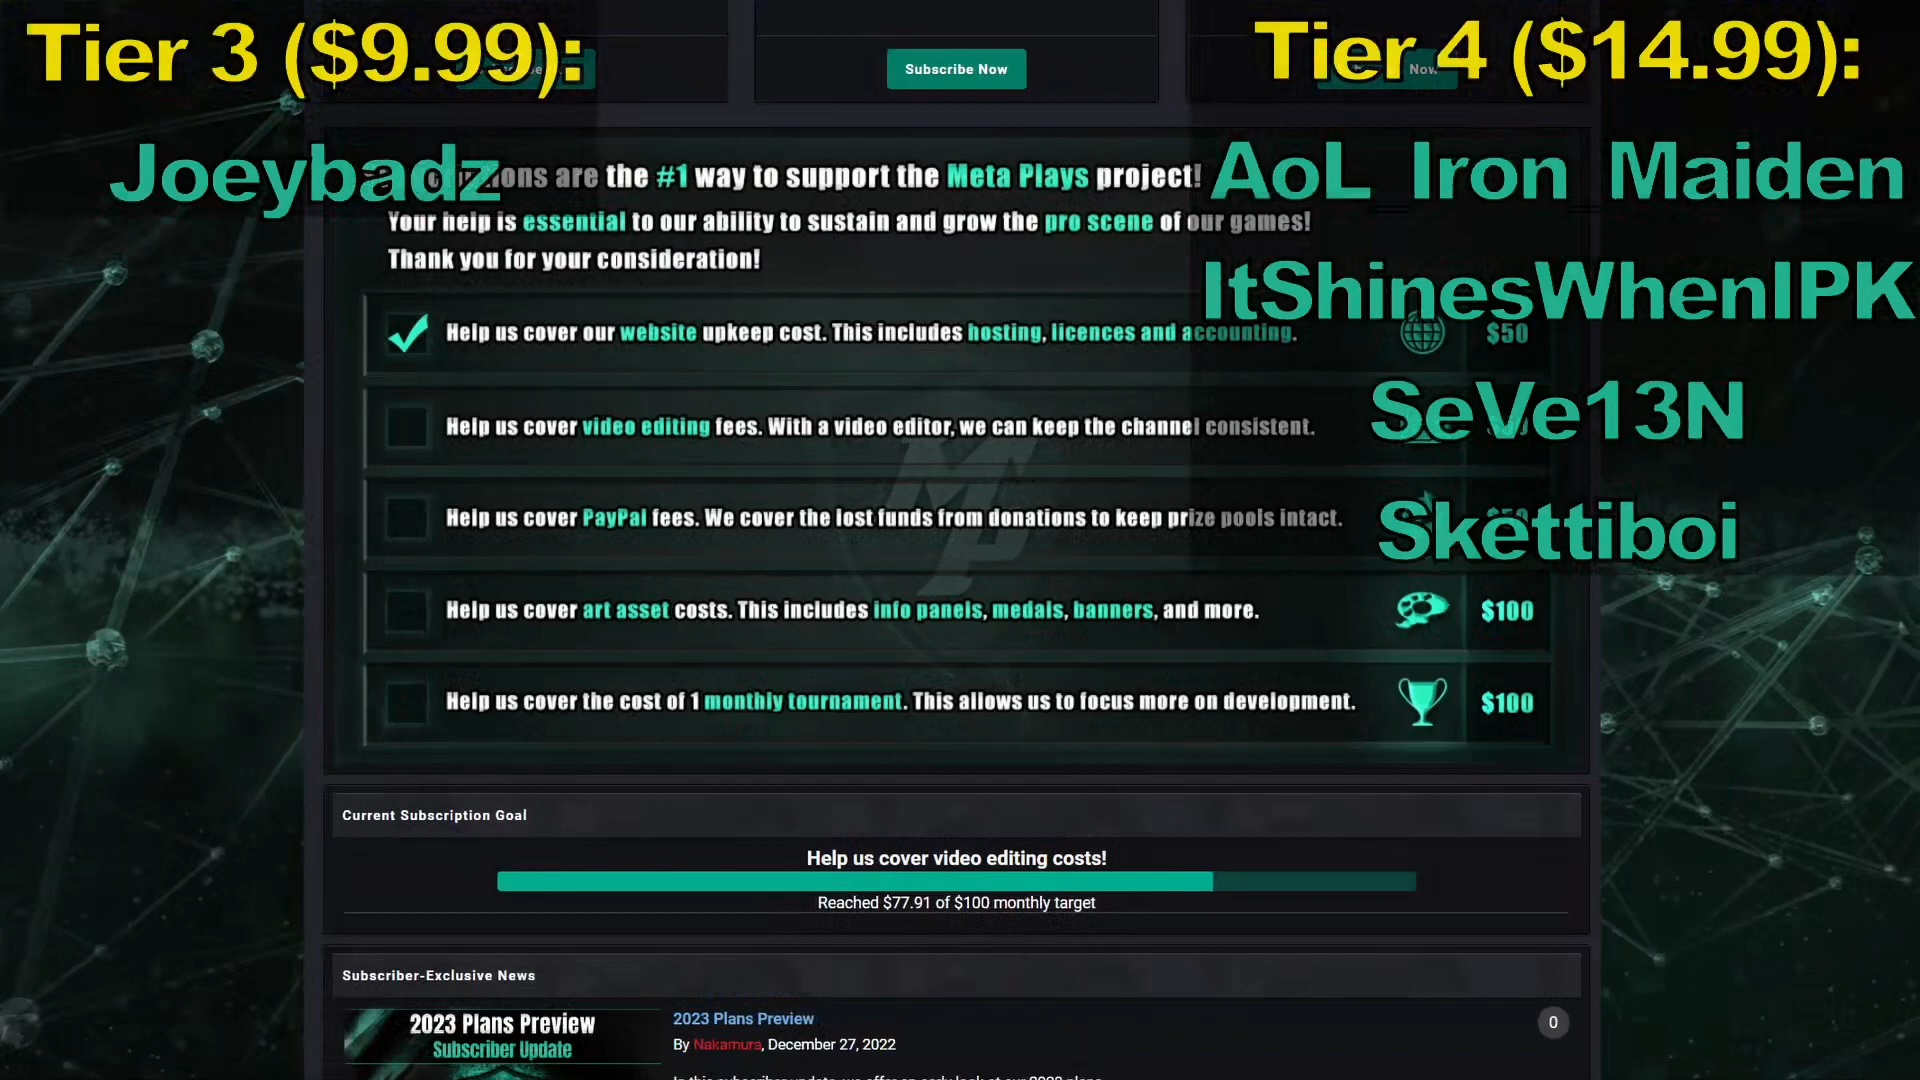 Tier 3 ($9.99):
Tier 4 ($14.99):
Subscribe Now
Now
Joeybadz
AoL_Iron_Maiden
ItShinesWhenIPK
SeVe13N
Skettiboi
are the #1 way to support the Meta Plays project!
Your help is essential to our ability to sustain and grow the pro scene of our games!
Thank you for your consideration!
Help us cover our website upkeep cost. This includes hosting, licences and accounting.
$50
Help us cover video editing fees. With a video editor, we can keep the channel consistent.
Help us cover PayPal fees. We cover the lost funds from donations to keep prize pools intact.
Help us cover art asset costs. This includes info panels, medals, banners, and more.
$100
Help us cover the cost of 1 monthly tournament. This allows us to focus more on development.
$100
MP
Current Subscription Goal
Help us cover video editing costs!
Reached $77.91 of $100 monthly target
Subscriber-Exclusive News
2023 Plans Preview
Subscriber Update
2023 Plans Preview
0
By Nakamura, December 27, 2022